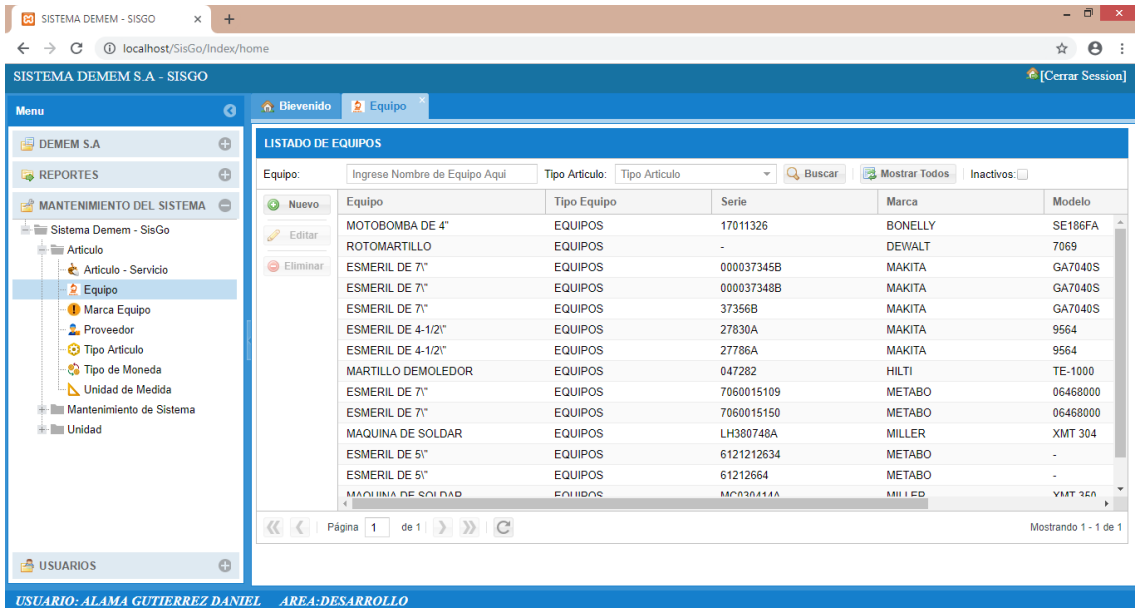 SISTEMA DEMEM - SISGO
localhost/SisGo/Index/home
SISTEMA DEMEM S.A - SISGO [Cerrar Session]
Menu
DEMEM S.A
REPORTES
MANTENIMIENTO DEL SISTEMA
Sistema Demem - SisGo
Articulo
Articulo - Servicio
Equipo
Marca Equipo
Proveedor
Tipo Articulo
Tipo de Moneda
Unidad de Medida
Mantenimiento de Sistema
Unidad
USUARIOS
Bievenido Equipo
LISTADO DE EQUIPOS
Equipo: Ingrese Nombre de Equipo Aqui Tipo Articulo: Tipo Articulo Buscar Mostrar Todos Inactivos:
Nuevo
Editar
Eliminar
Equipo Tipo Equipo Serie Marca Modelo
MOTOBOMBA DE 4" EQUIPOS 17011326 BONELLY SE186FA
ROTOMARTILLO EQUIPOS - DEWALT 7069
ESMERIL DE 7\" EQUIPOS 000037345B MAKITA GA7040S
ESMERIL DE 7\" EQUIPOS 000037348B MAKITA GA7040S
ESMERIL DE 7\" EQUIPOS 37356B MAKITA GA7040S
ESMERIL DE 4-1/2\" EQUIPOS 27830A MAKITA 9564
ESMERIL DE 4-1/2\" EQUIPOS 27786A MAKITA 9564
MARTILLO DEMOLEDOR EQUIPOS 047282 HILTI TE-1000
ESMERIL DE 7\" EQUIPOS 7060015109 METABO 06468000
ESMERIL DE 7\" EQUIPOS 7060015150 METABO 06468000
MAQUINA DE SOLDAR EQUIPOS LH380748A MILLER XMT 304
ESMERIL DE 5\" EQUIPOS 6121212634 METABO -
ESMERIL DE 5\" EQUIPOS 61212664 METABO -
MAQUINA DE SOLDAR EQUIPOS MC030414A MILLER XMT 350
Página 1 de 1 Mostrando 1 - 1 de 1
USUARIO: ALAMA GUTIERREZ DANIEL AREA:DESARROLLO